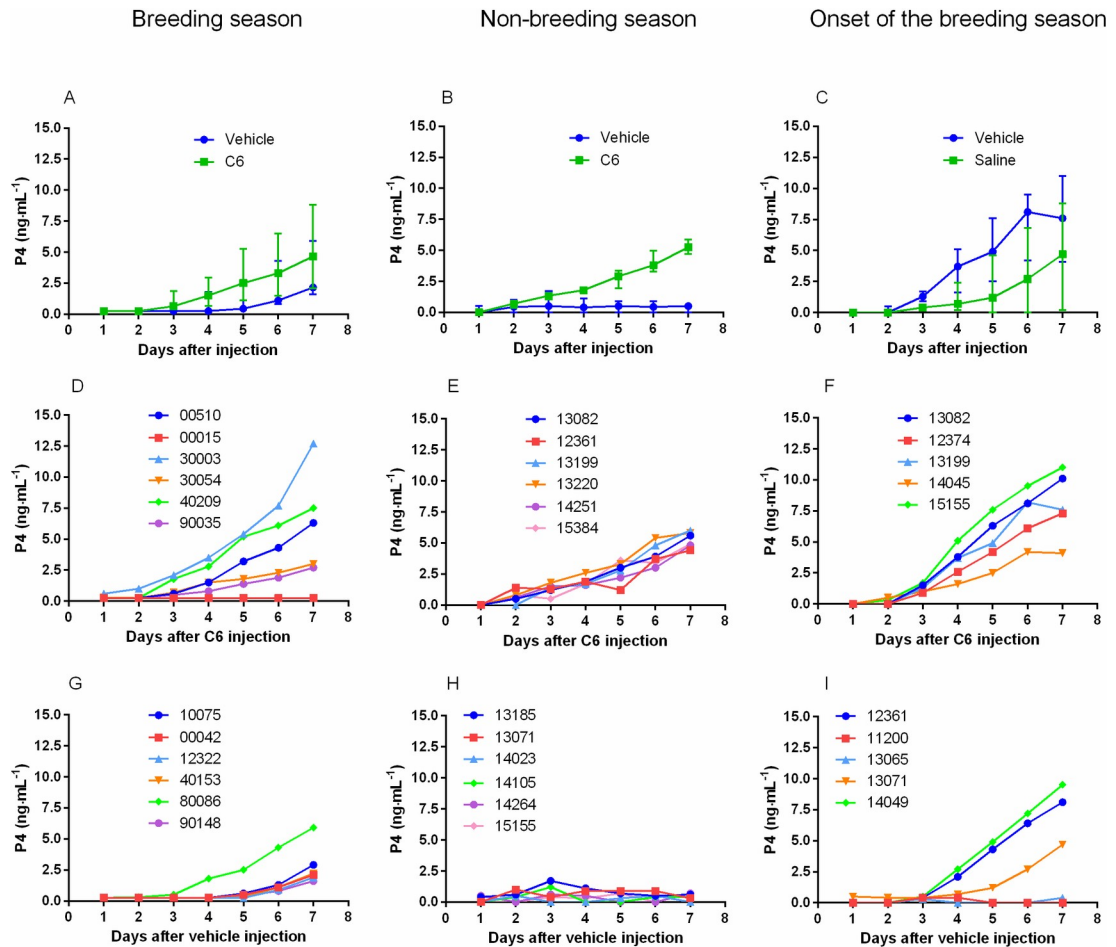 Breeding season
Non-breeding season
Onset of the breeding season
A
15.0
12.5
10.0
7.5
5.0
2.5
0.0
P4 (ng·mL⁻¹)
Vehicle
C6
0 1 2 3 4 5 6 7 8
Days after injection
B
15.0
12.5
10.0
7.5
5.0
2.5
0.0
P4 (ng·mL⁻¹)
Vehicle
C6
0 1 2 3 4 5 6 7 8
Days after injection
C
15.0
12.5
10.0
7.5
5.0
2.5
0.0
P4 (ng·mL⁻¹)
Vehicle
Saline
0 1 2 3 4 5 6 7 8
Days after injection
D
15.0
12.5
10.0
7.5
5.0
2.5
0.0
P4 (ng·mL⁻¹)
00510
00015
30003
30054
40209
90035
0 1 2 3 4 5 6 7 8
Days after C6 injection
E
15.0
12.5
10.0
7.5
5.0
2.5
0.0
P4 (ng·mL⁻¹)
13082
12361
13199
13220
14251
15384
0 1 2 3 4 5 6 7 8
Days after C6 injection
F
15.0
12.5
10.0
7.5
5.0
2.5
0.0
P4 (ng·mL⁻¹)
13082
12374
13199
14045
15155
0 1 2 3 4 5 6 7 8
Days after C6 injection
G
15.0
12.5
10.0
7.5
5.0
2.5
0.0
P4 (ng·mL⁻¹)
10075
00042
12322
40153
80086
90148
0 1 2 3 4 5 6 7 8
Days after vehicle injection
H
15.0
12.5
10.0
7.5
5.0
2.5
0.0
P4 (ng·mL⁻¹)
13185
13071
14023
14105
14264
15155
0 1 2 3 4 5 6 7 8
Days after vehicle injection
I
15.0
12.5
10.0
7.5
5.0
2.5
0.0
P4 (ng·mL⁻¹)
12361
11200
13065
13071
14049
0 1 2 3 4 5 6 7 8
Days after vehicle injection